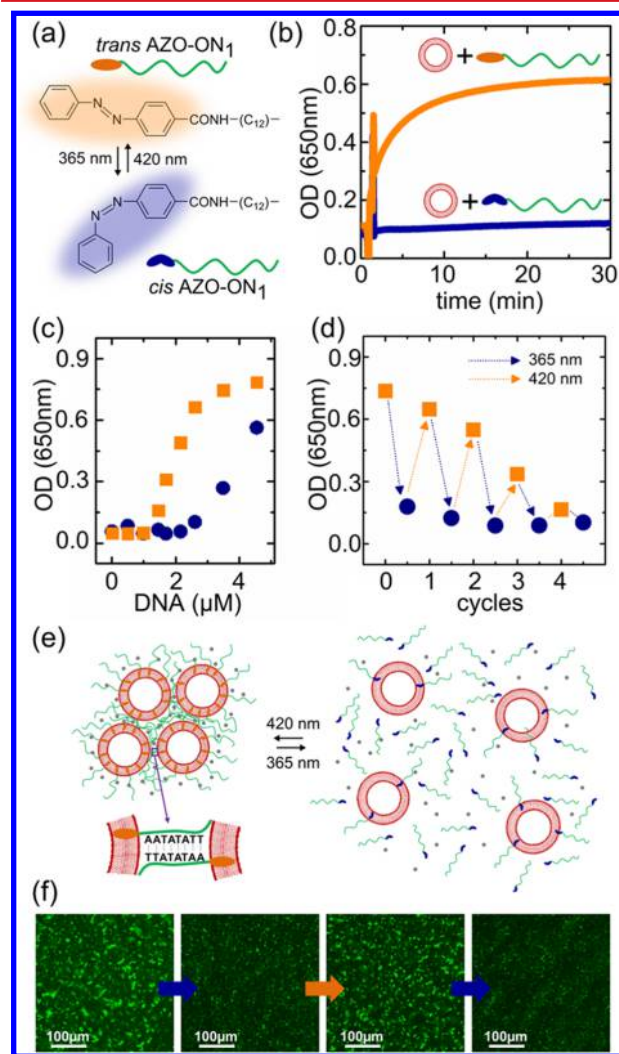 (a)
trans AZO-ON1
N
N
CONH–(C12)–
365 nm
420 nm
N=N
CONH–(C12)–
cis AZO-ON1
(b)
OD (650nm)
0.8
0.6
0.4
0.2
0.0
+
+
0
10
20
30
time (min)
(c)
OD (650nm)
0.9
0.6
0.3
0.0
0
2
4
DNA (µM)
(d)
OD (650nm)
0.9
0.6
0.3
0.0
365 nm
420 nm
0
1
2
3
4
cycles
(e)
420 nm
365 nm
AATATATT
TTATATAA
(f)
100µm
100µm
100µm
100µm